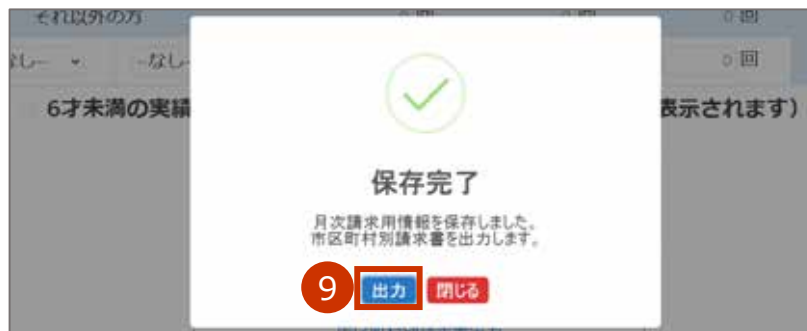 それ以外の方 0 回 0 回 0 回
なし-- --なし- 0 回
6才未満の実績 表示されます）
保存完了
月次請求用情報を保存しました。
市区町村別請求書を出力します。
9 出力 閉じる